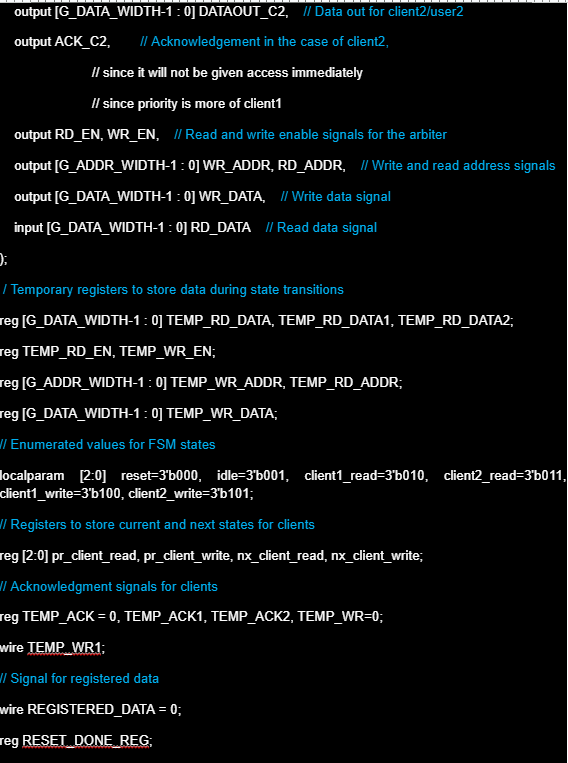 output [G_DATA_WIDTH-1 : 0] DATAOUT_C2, // Data out for client2/user2
output ACK_C2, // Acknowledgement in the case of client2,
// since it will not be given access immediately
// since priority is more of client1
output RD_EN, WR_EN, // Read and write enable signals for the arbiter
output [G_ADDR_WIDTH-1 : 0] WR_ADDR, RD_ADDR, // Write and read address signals
output [G_DATA_WIDTH-1 : 0] WR_DATA, // Write data signal
input [G_DATA_WIDTH-1 : 0] RD_DATA // Read data signal
);
/ Temporary registers to store data during state transitions
reg [G_DATA_WIDTH-1 : 0] TEMP_RD_DATA, TEMP_RD_DATA1, TEMP_RD_DATA2;
reg TEMP_RD_EN, TEMP_WR_EN;
reg [G_ADDR_WIDTH-1 : 0] TEMP_WR_ADDR, TEMP_RD_ADDR;
reg [G_DATA_WIDTH-1 : 0] TEMP_WR_DATA;
// Enumerated values for FSM states
localparam [2:0] reset=3'b000, idle=3'b001, client1_read=3'b010, client2_read=3'b011,
client1_write=3'b100, client2_write=3'b101;
// Registers to store current and next states for clients
reg [2:0] pr_client_read, pr_client_write, nx_client_read, nx_client_write;
// Acknowledgment signals for clients
reg TEMP_ACK = 0, TEMP_ACK1, TEMP_ACK2, TEMP_WR=0;
wire TEMP_WR1;
// Signal for registered data
wire REGISTERED_DATA = 0;
reg RESET_DONE_REG;